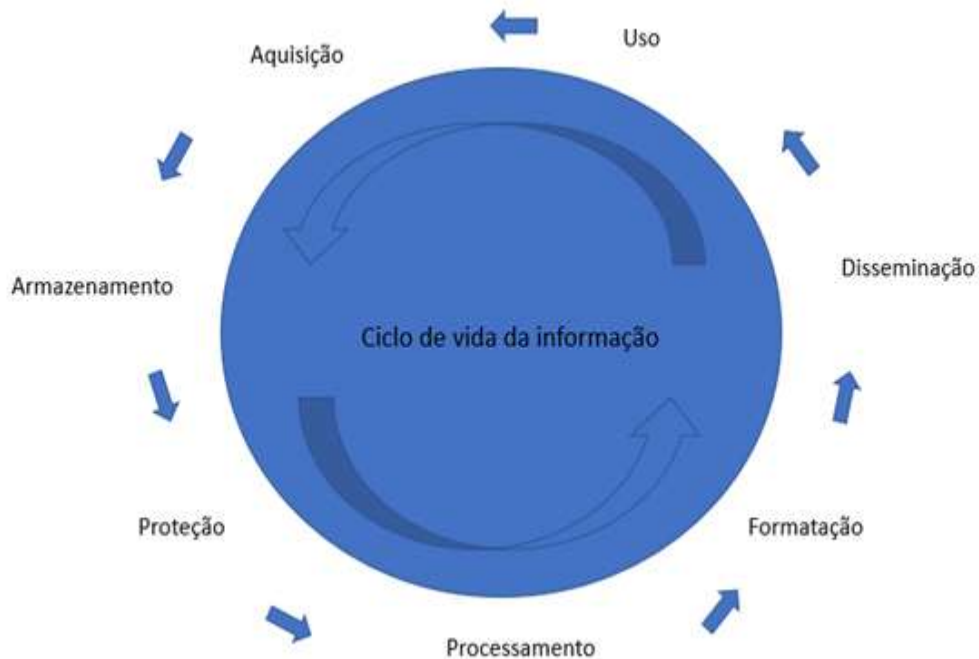 Uso
Aquisição
Armazenamento
Disseminação
Ciclo de vida da informação
Proteção
Formatação
Processamento